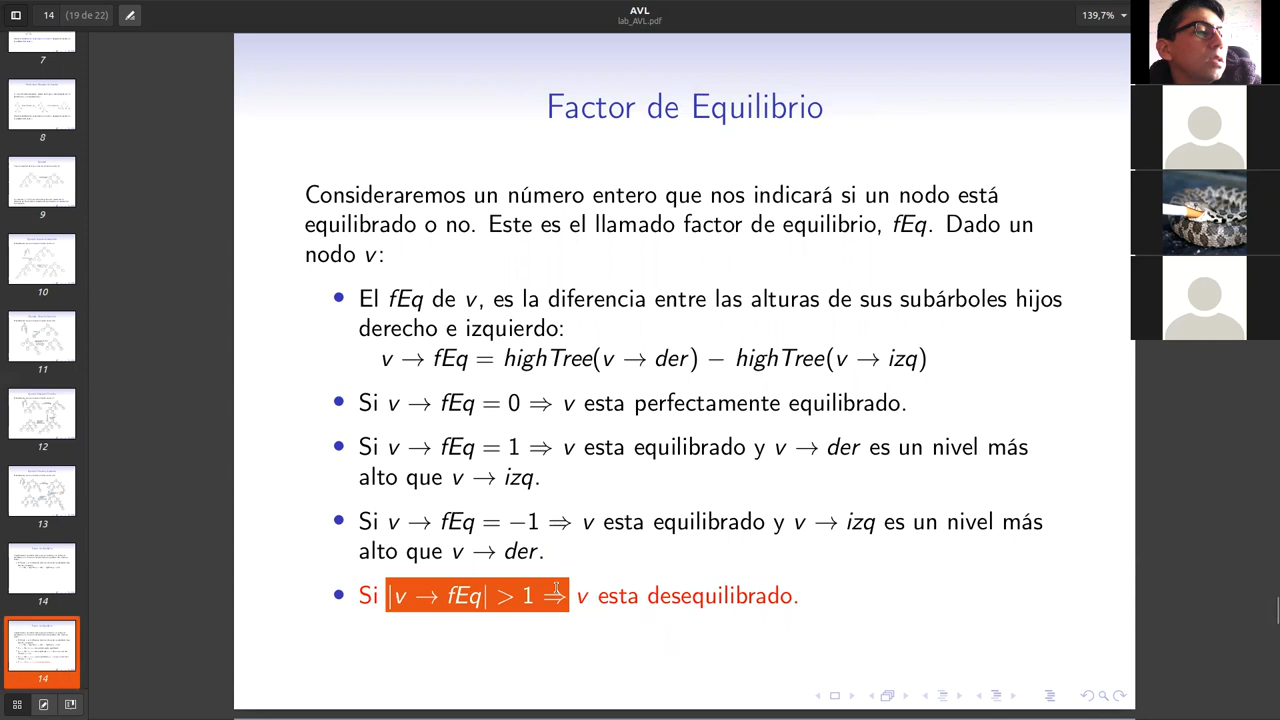 14 (19 de 22)
AVL
lab_AVL.pdf
139,7%
7
8
9
10
11
12
13
14
14
Factor de Equilibrio
Consideraremos un número entero que nos indicará si un nodo está
equilibrado o no. Este es el llamado factor de equilibrio, fEq. Dado un
nodo v:
• El fEq de v, es la diferencia entre las alturas de sus subárboles hijos
derecho e izquierdo:
v → fEq = highTree(v → der) − highTree(v → izq)
• Si v → fEq = 0 ⇒ v esta perfectamente equilibrado.
• Si v → fEq = 1 ⇒ v esta equilibrado y v → der es un nivel más
alto que v → izq.
• Si v → fEq = −1 ⇒ v esta equilibrado y v → izq es un nivel más
alto que v → der.
• Si |v → fEq| > 1 ⇒ v esta desequilibrado.